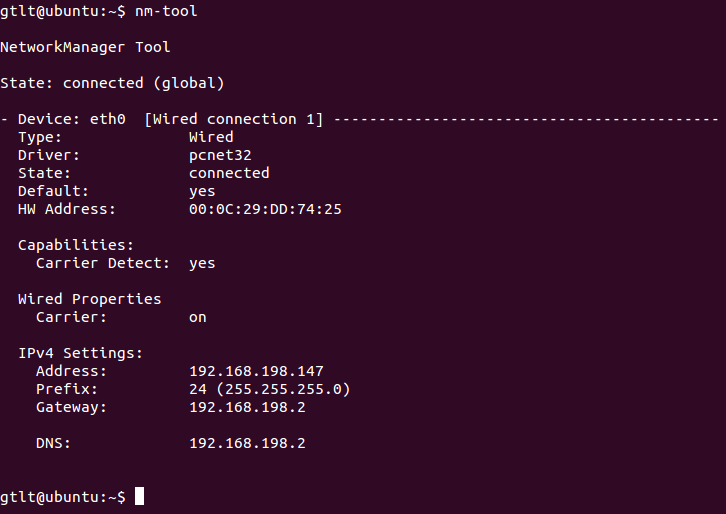 gtlt@ubuntu:~$ nm-tool
NetworkManager Tool
State: connected (global)
- Device: eth0  [Wired connection 1] -------------------------------------------
  Type:              Wired
  Driver:            pcnet32
  State:             connected
  Default:           yes
  HW Address:        00:0C:29:DD:74:25
  Capabilities:
    Carrier Detect:  yes
  Wired Properties
    Carrier:         on
  IPv4 Settings:
    Address:         192.168.198.147
    Prefix:          24 (255.255.255.0)
    Gateway:         192.168.198.2
    DNS:             192.168.198.2
gtlt@ubuntu:~$